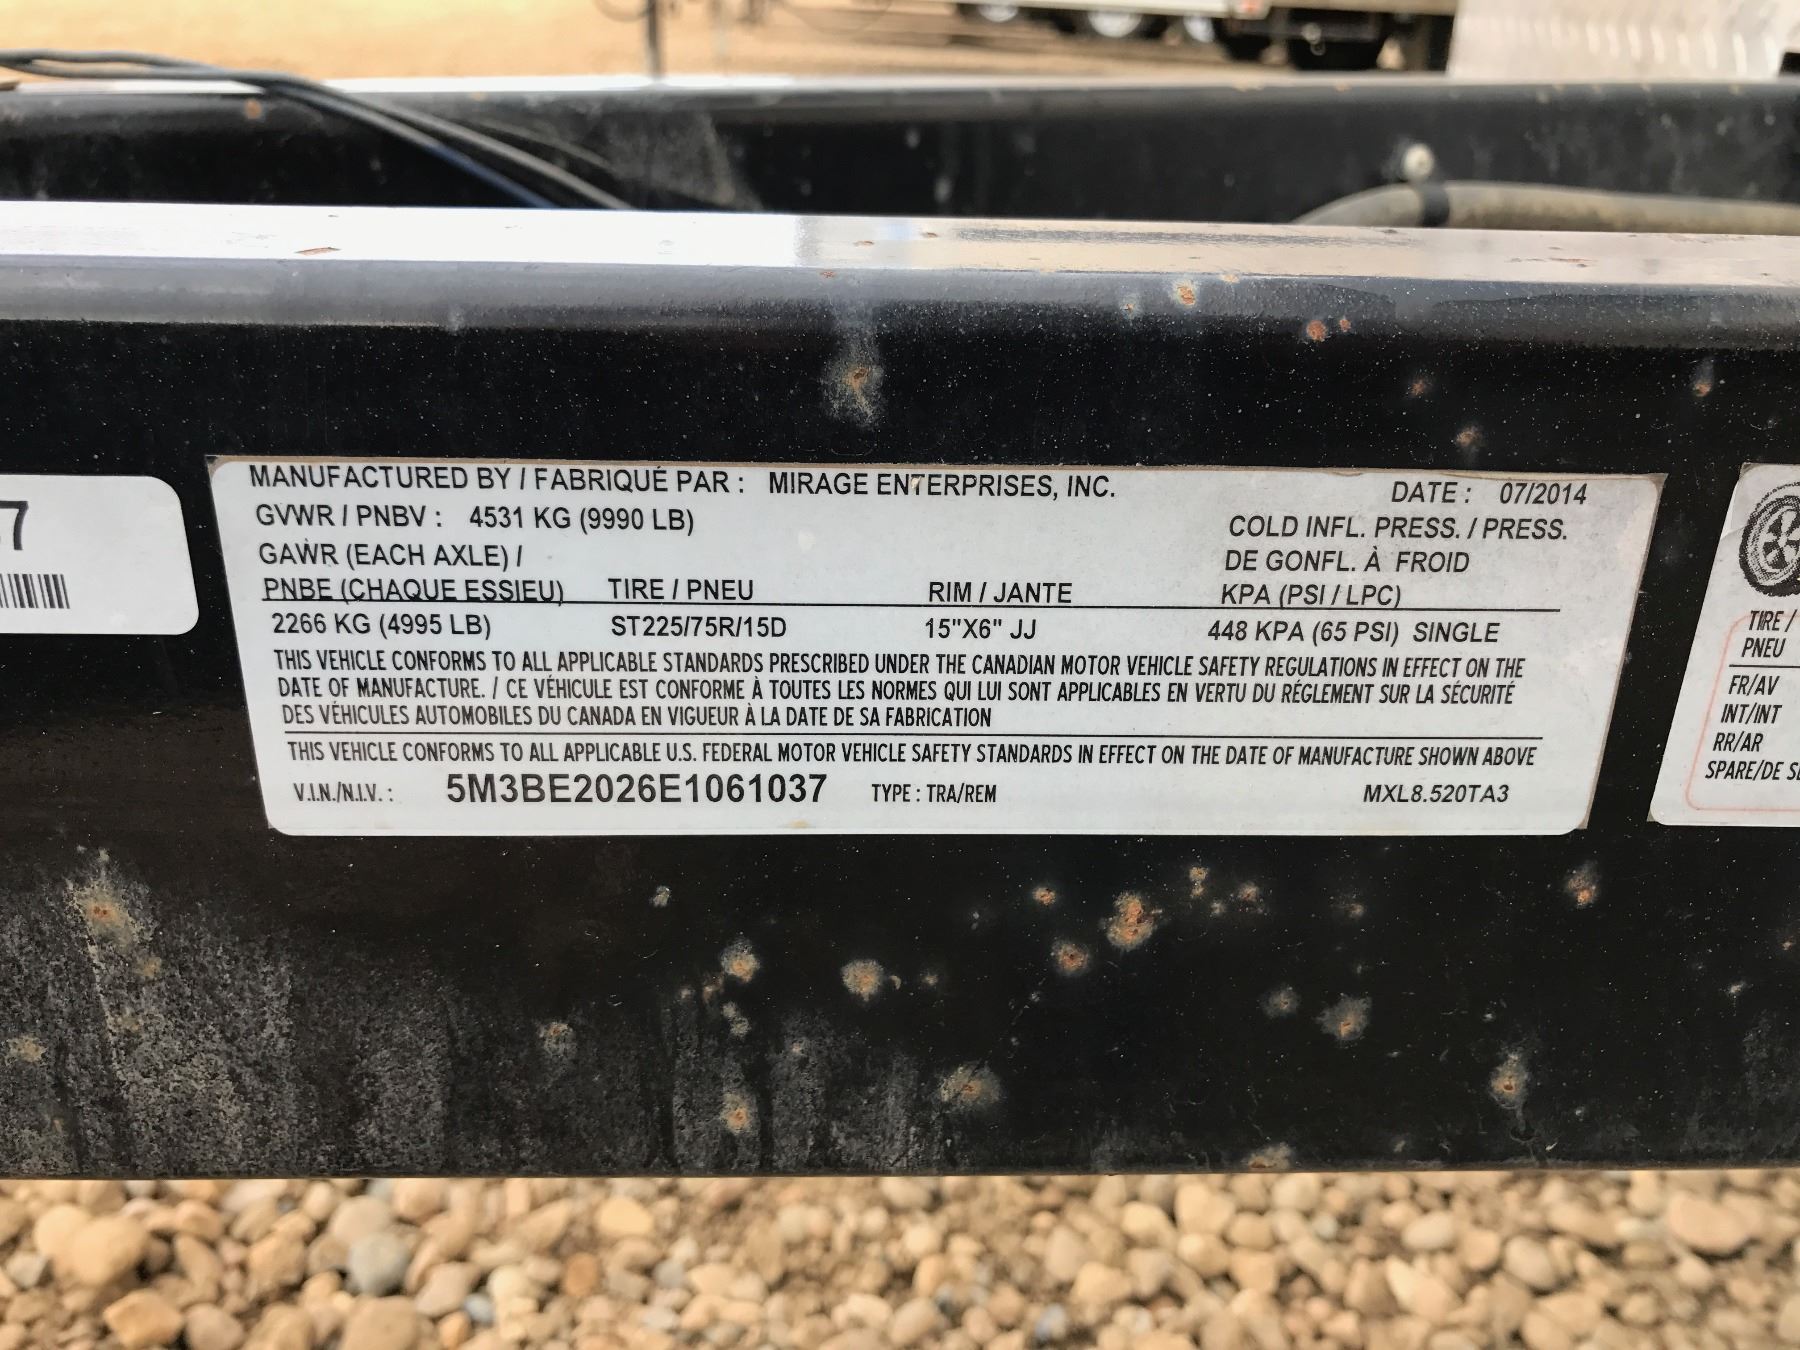 7
MANUFACTURED BY / FABRIQUÉ PAR : MIRAGE ENTERPRISES, INC. DATE : 07/2014
GVWR / PNBV : 4531 KG (9990 LB) COLD INFL. PRESS. / PRESS.
GAWR (EACH AXLE) / DE GONFL. À FROID
PNBE (CHAQUE ESSIEU) TIRE / PNEU RIM / JANTE KPA (PSI / LPC)
2266 KG (4995 LB) ST225/75R/15D 15"X6" JJ 448 KPA (65 PSI) SINGLE
THIS VEHICLE CONFORMS TO ALL APPLICABLE STANDARDS PRESCRIBED UNDER THE CANADIAN MOTOR VEHICLE SAFETY REGULATIONS IN EFFECT ON THE
DATE OF MANUFACTURE. / CE VÉHICULE EST CONFORME À TOUTES LES NORMES QUI LUI SONT APPLICABLES EN VERTU DU RÉGLEMENT SUR LA SÉCURITÉ
DES VÉHICULES AUTOMOBILES DU CANADA EN VIGUEUR À LA DATE DE SA FABRICATION
THIS VEHICLE CONFORMS TO ALL APPLICABLE U.S. FEDERAL MOTOR VEHICLE SAFETY STANDARDS IN EFFECT ON THE DATE OF MANUFACTURE SHOWN ABOVE
V.I.N./N.I.V. : 5M3BE2026E1061037 TYPE : TRA/REM MXL8.520TA3
TIRE /
PNEU
FR/AV
INT/INT
RR/AR
SPARE/DE